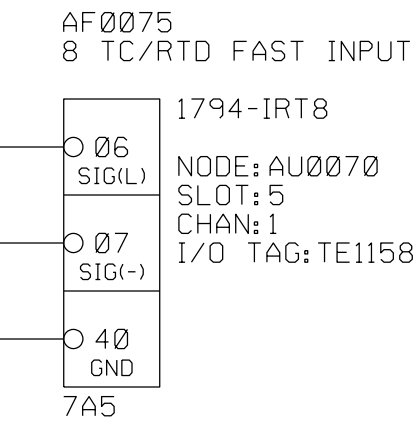 AF0075
8 TC/RTD FAST INPUT
1794-IRT8
06
SIG(L)
NODE:AU0070
SLOT:5
CHAN:1
I/O TAG:TE1158
07
SIG(-)
40
GND
7A5